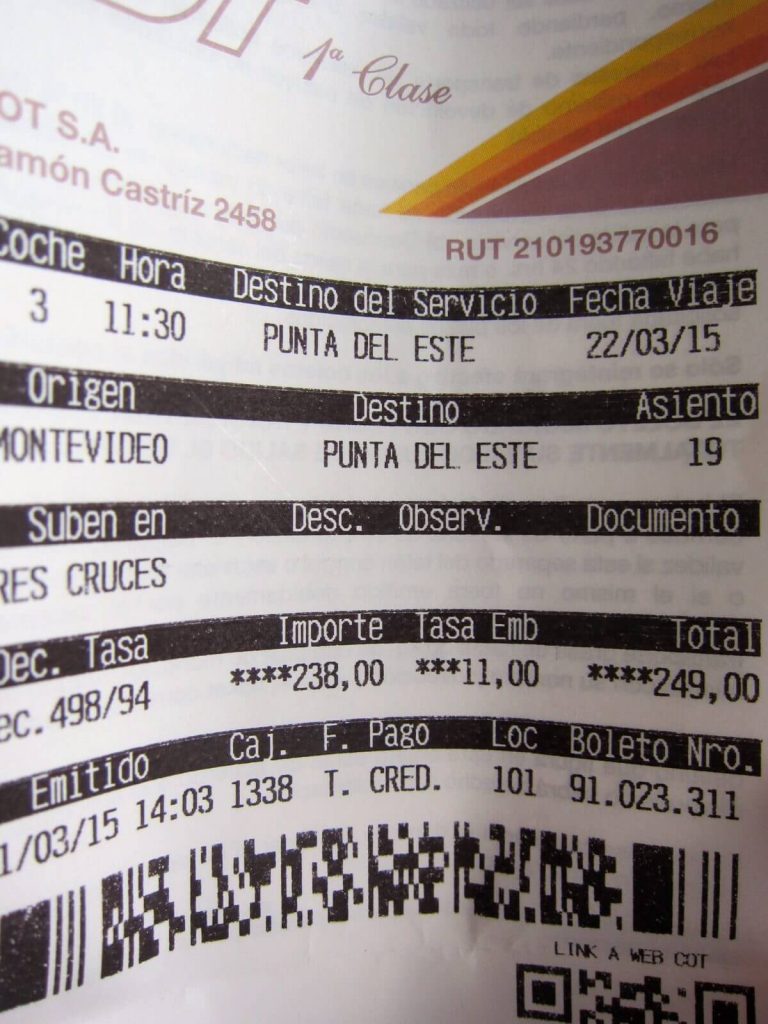 1ª Clase
OT S.A.
amón Castríz 2458
RUT 210193770016
Coche Hora Destino del Servicio Fecha Viaje
3 11:30 PUNTA DEL ESTE 22/03/15
Origen Destino Asiento
MONTEVIDEO PUNTA DEL ESTE 19
Suben en Desc. Observ. Documento
RES CRUCES
Dec. Tasa Importe Tasa Emb Total
ec.498/94 ****238,00 ***11,00 ****249,00
Emitido Caj. F. Pago Loc Boleto Nro.
1/03/15 14:03 1338 T. CRED. 101 91.023.311
LINK A WEB COT